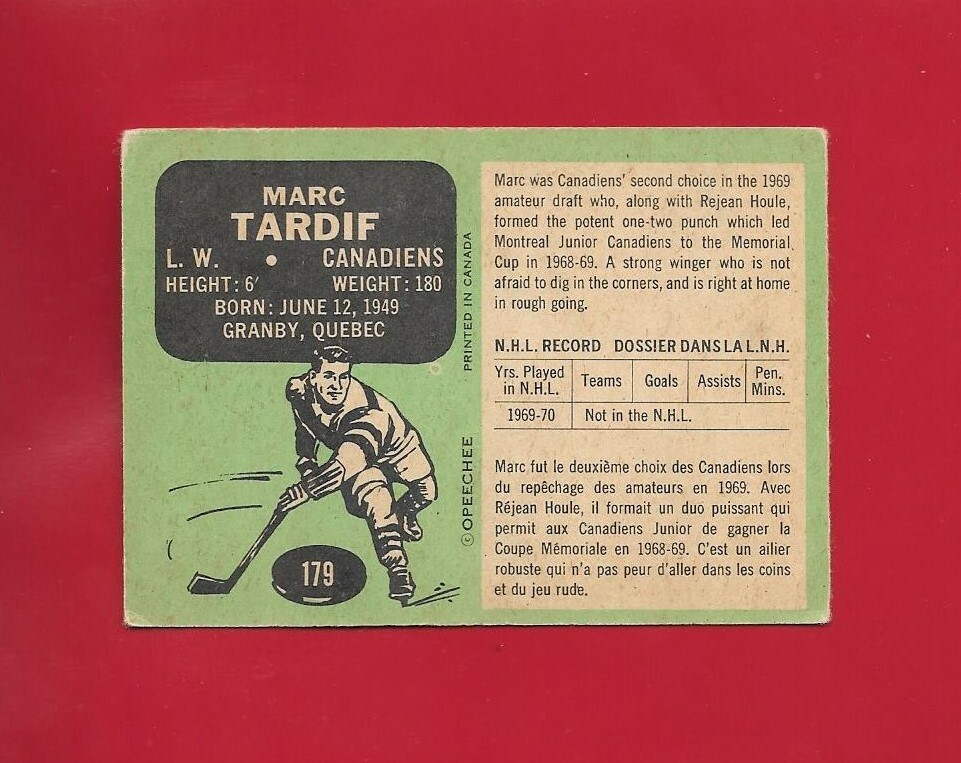 MARC
TARDIF
L. W. • CANADIENS
HEIGHT: 6′ WEIGHT: 180
BORN: JUNE 12, 1949
GRANBY, QUEBEC
179
PRINTED IN CANADA
© OPEECHEE
Marc was Canadiens' second choice in the 1969
amateur draft who, along with Rejean Houle,
formed the potent one-two punch which led
Montreal Junior Canadiens to the Memorial
Cup in 1968-69. A strong winger who is not
afraid to dig in the corners, and is right at home
in rough going.
N.H.L. RECORD DOSSIER DANS LA L.N.H.
Yrs. Played in N.H.L. Teams Goals Assists Pen. Mins.
1969-70 Not in the N.H.L.
Marc fut le deuxième choix des Canadiens lors
du repêchage des amateurs en 1969. Avec
Réjean Houle, il formait un duo puissant qui
permit aux Canadiens Junior de gagner la
Coupe Mémoriale en 1968-69. C'est un ailier
robuste qui n'a pas peur d'aller dans les coins
et du jeu rude.